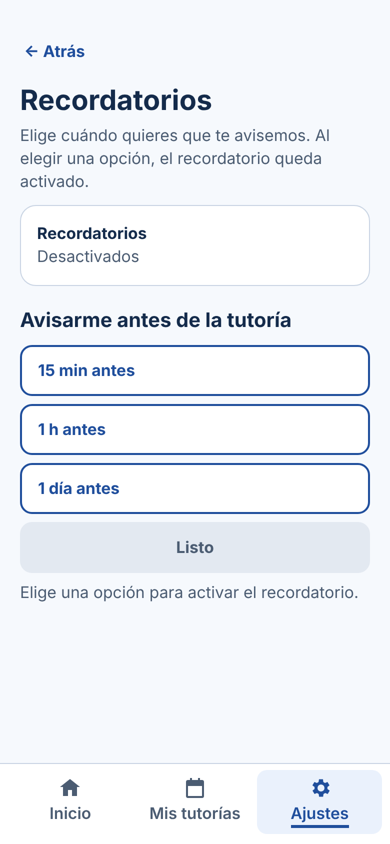 ← Atrás
Recordatorios
Elige cuándo quieres que te avisemos. Al
elegir una opción, el recordatorio queda
activado.
Recordatorios
Desactivados
Avisarme antes de la tutoría
15 min antes
1 h antes
1 día antes
Listo
Elige una opción para activar el recordatorio.
Inicio
Mis tutorías
Ajustes